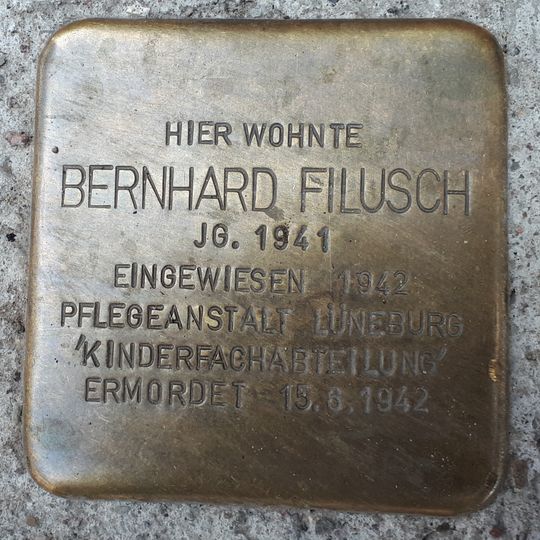 HIER WOHNTE
BERNHARD FILUSCH
JG. 1941
EINGEWIESEN 1942
PFLEGEANSTALT LÜNEBURG
'KINDERFACHABTEILUNG'
ERMORDET 15.6.1942